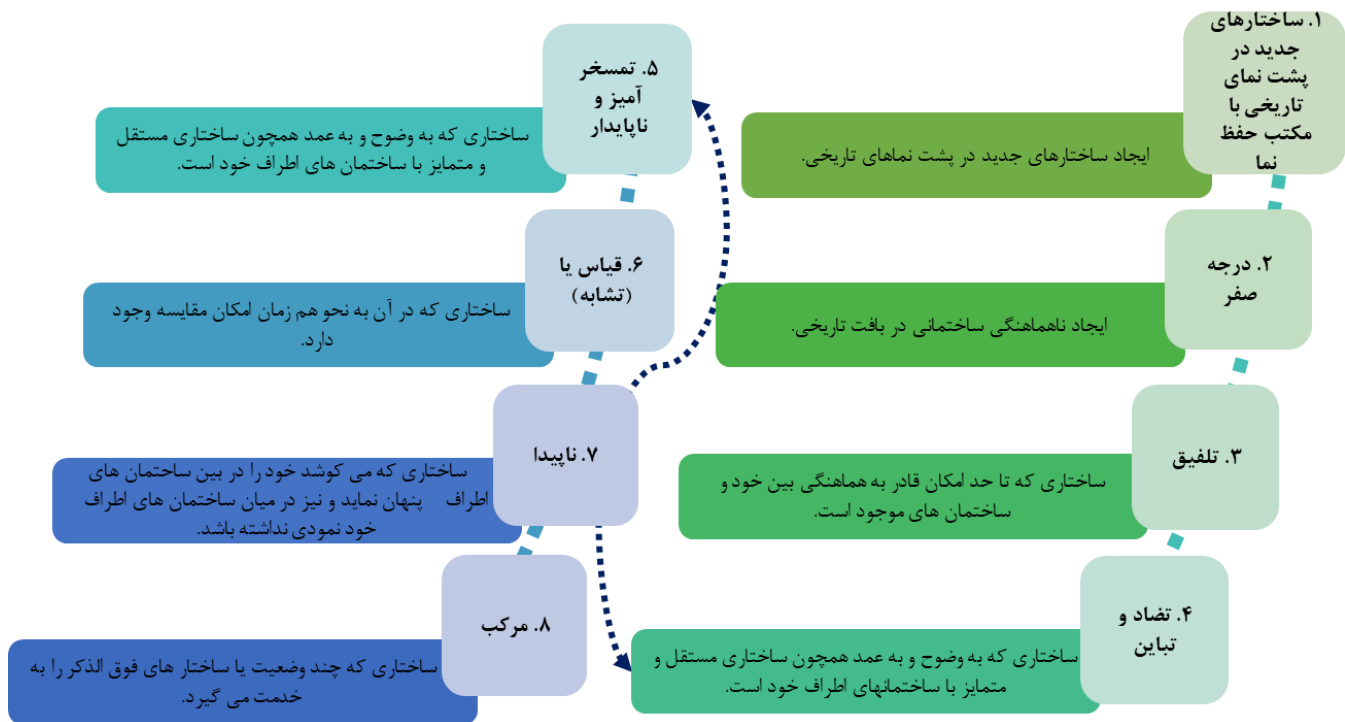 ۱. ساختارهای
جدید در
پشت نمای
تاریخی با
مکتب حفظ
نما
ایجاد ساختارهای جدید در پشت نماهای تاریخی.
۲. درجه
صفر
ایجاد ناهماهنگی ساختمانی در بافت تاریخی.
۳. تلفیق
ساختاری که تا حد امکان قادر به هماهنگی بین خود و
ساختمان های موجود است.
۴. تضاد و
تباین
ساختاری که به وضوح و به عمد همچون ساختاری مستقل و
متمایز با ساختمانهای اطراف خود است.
۵. تمسخر
آمیز و
ناپایدار
ساختاری که به وضوح و به عمد همچون ساختاری مستقل
و متمایز با ساختمان های اطراف خود است.
۶. قیاس یا
(تشابه)
ساختاری که در آن به نحو هم زمان امکان مقایسه وجود
دارد.
۷. ناپیدا
ساختاری که می کوشد خود را در بین ساحتمان های
اطراف پنهان نماید و نیز در میان ساختمان های اطراف
خود نمودی نداشته باشد.
۸. مرکب
ساختاری که چند وضعیت یا ساختار های فوق الذکر را به
خدمت می گیرد.